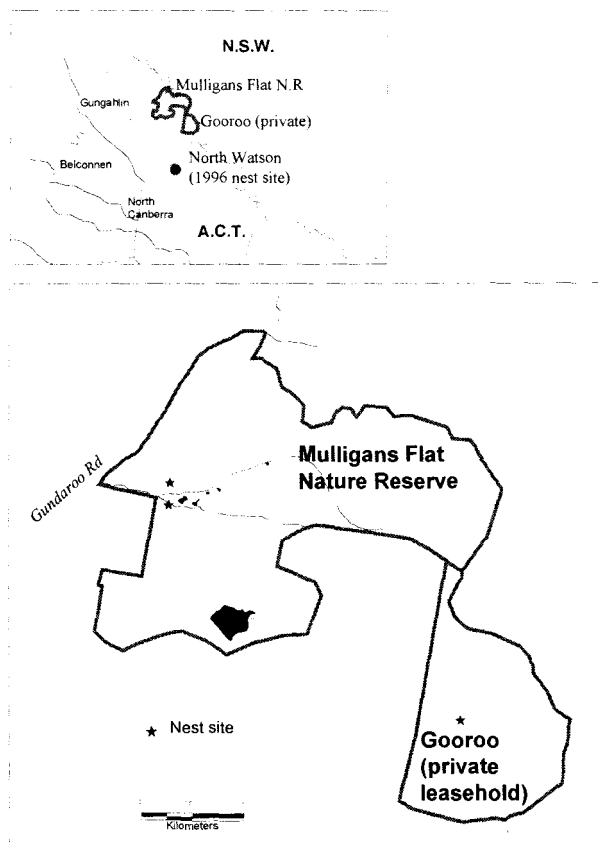 N.S.W.
Mulligans Flat N.R
Gungahlin
Gooroo (private)
Belconnen
North Watson
(1996 nest site)
North
Canberra
A.C.T.
Gundaroo Rd
Mulligans Flat
Nature Reserve
Nest site
Gooroo
(private
leasehold)
Kilometers